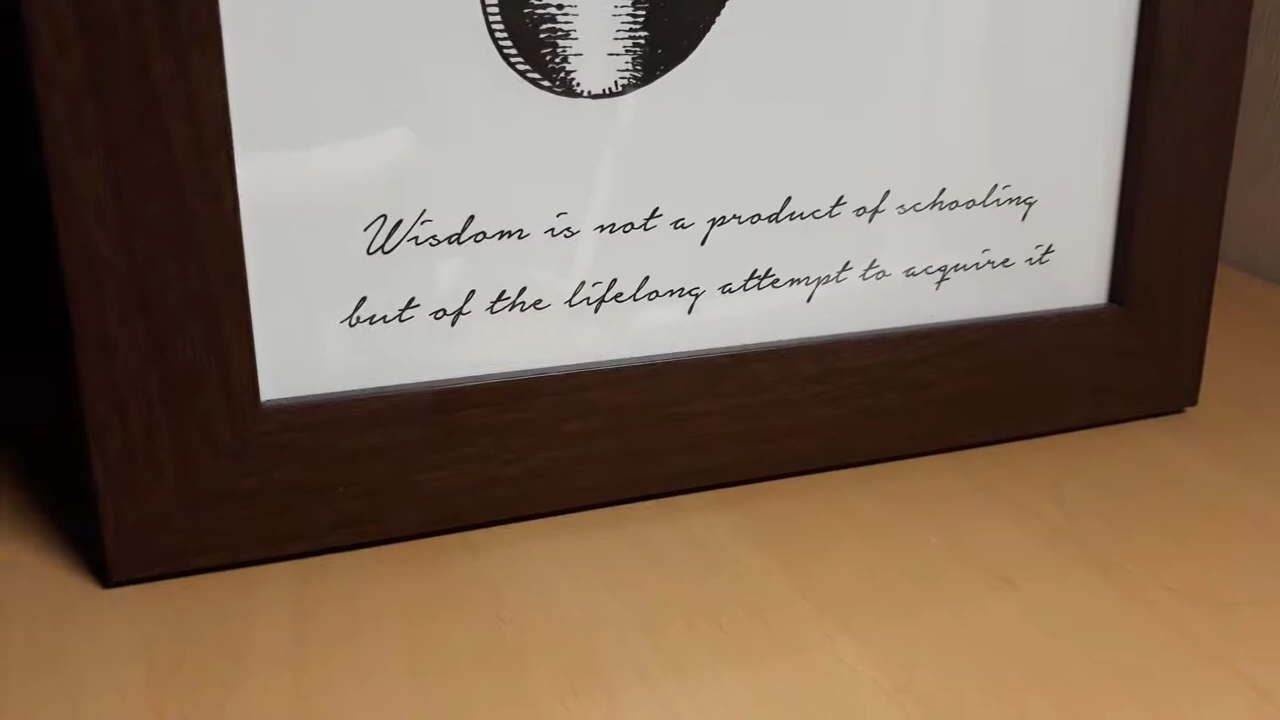 Wisdom is not a product of schooling
but of the lifelong attempt to acquire it